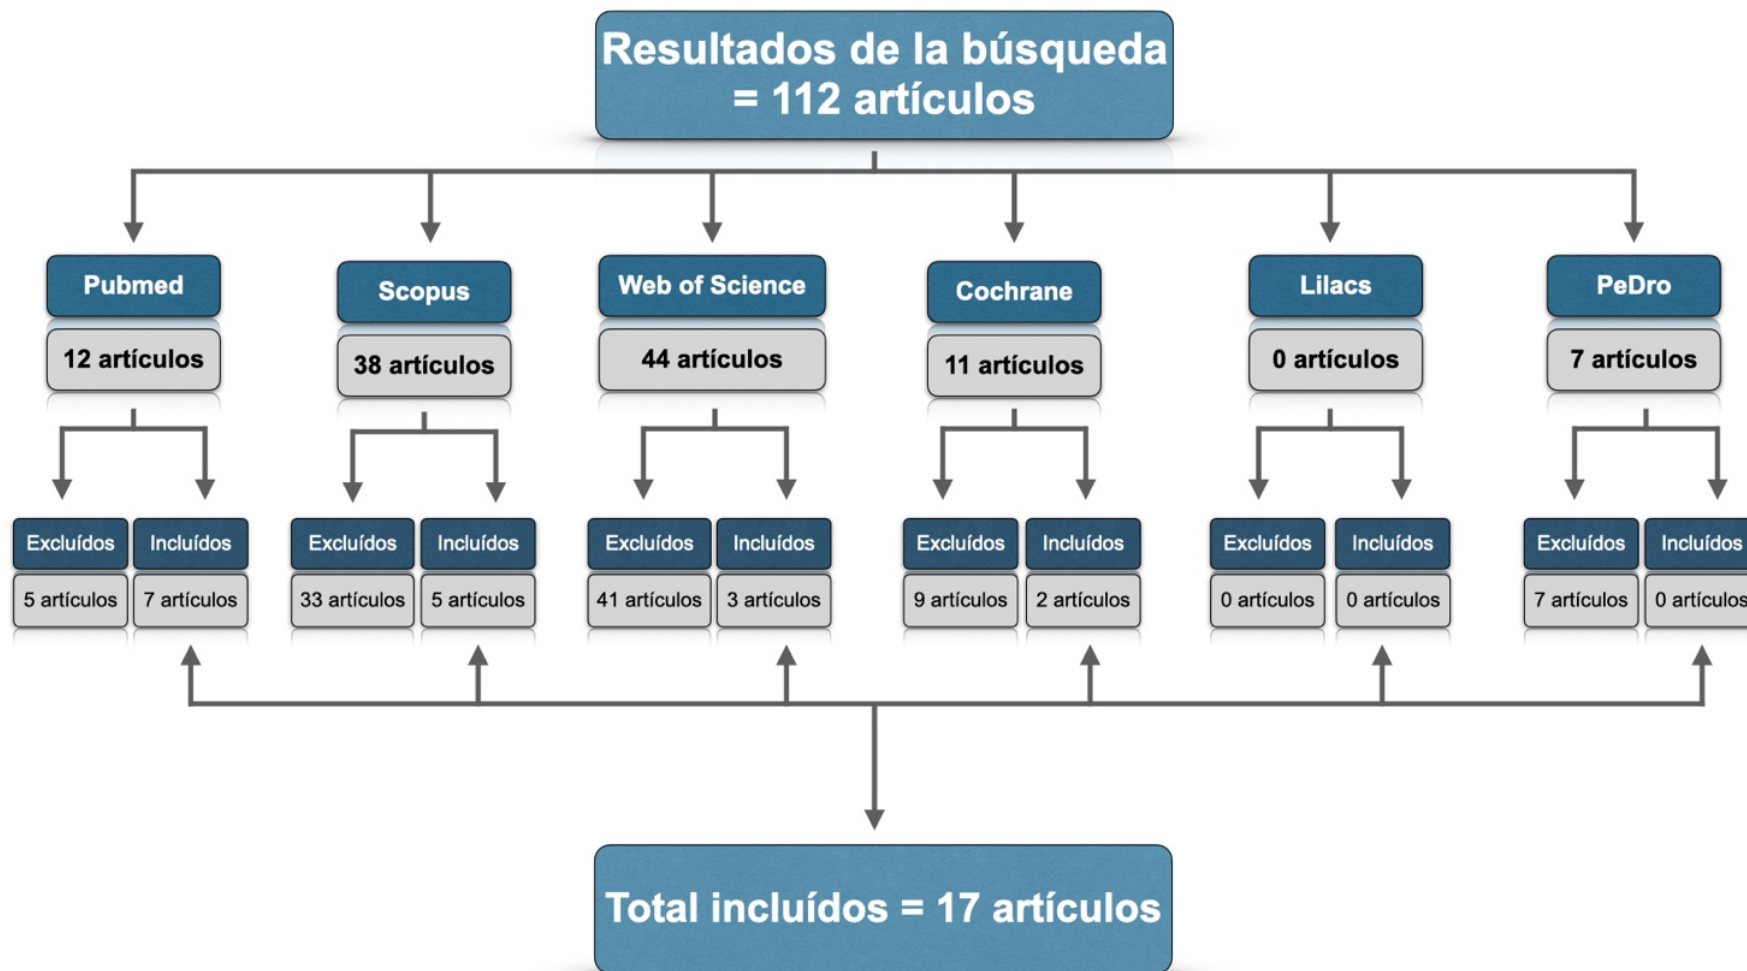 Resultados de la búsqueda
= 112 artículos
Pubmed
Scopus
Web of Science
Cochrane
Lilacs
PeDro
12 artículos
38 artículos
44 artículos
11 artículos
0 artículos
7 artículos
Excluídos
Incluídos
Excluídos
Incluídos
Excluídos
Incluídos
Excluídos
Incluídos
Excluídos
Incluídos
Excluídos
Incluídos
5 artículos
7 artículos
33 artículos
5 artículos
41 artículos
3 artículos
9 artículos
2 artículos
0 artículos
0 artículos
7 artículos
0 artículos
Total incluídos = 17 artículos